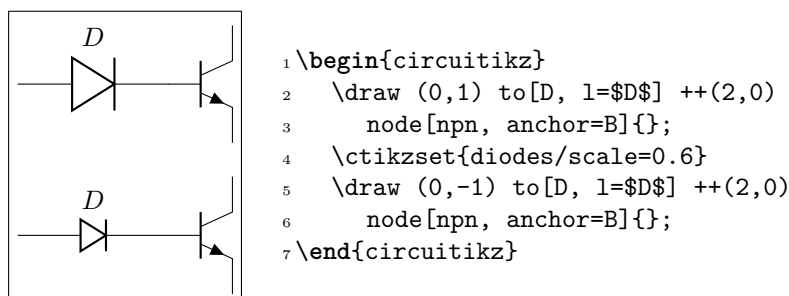 D
D
1 \begin{circuitikz}
2 \draw (0,1) to[D, l=$D$] ++(2,0)
3 node[npn, anchor=B]{};
4 \ctikzset{diodes/scale=0.6}
5 \draw (0,-1) to[D, l=$D$] ++(2,0)
6 node[npn, anchor=B]{};
7 \end{circuitikz}